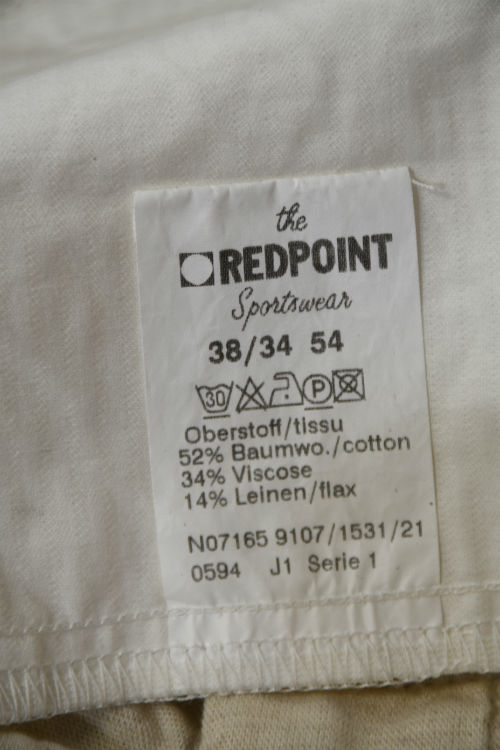 the
REDPOINT
Sportswear
38/34 54
30 P
Oberstoff/tissu
52% Baumwo./cotton
34% Viscose
14% Leinen/flax
N07165 9107/1531/21
0594 J1 Serie 1